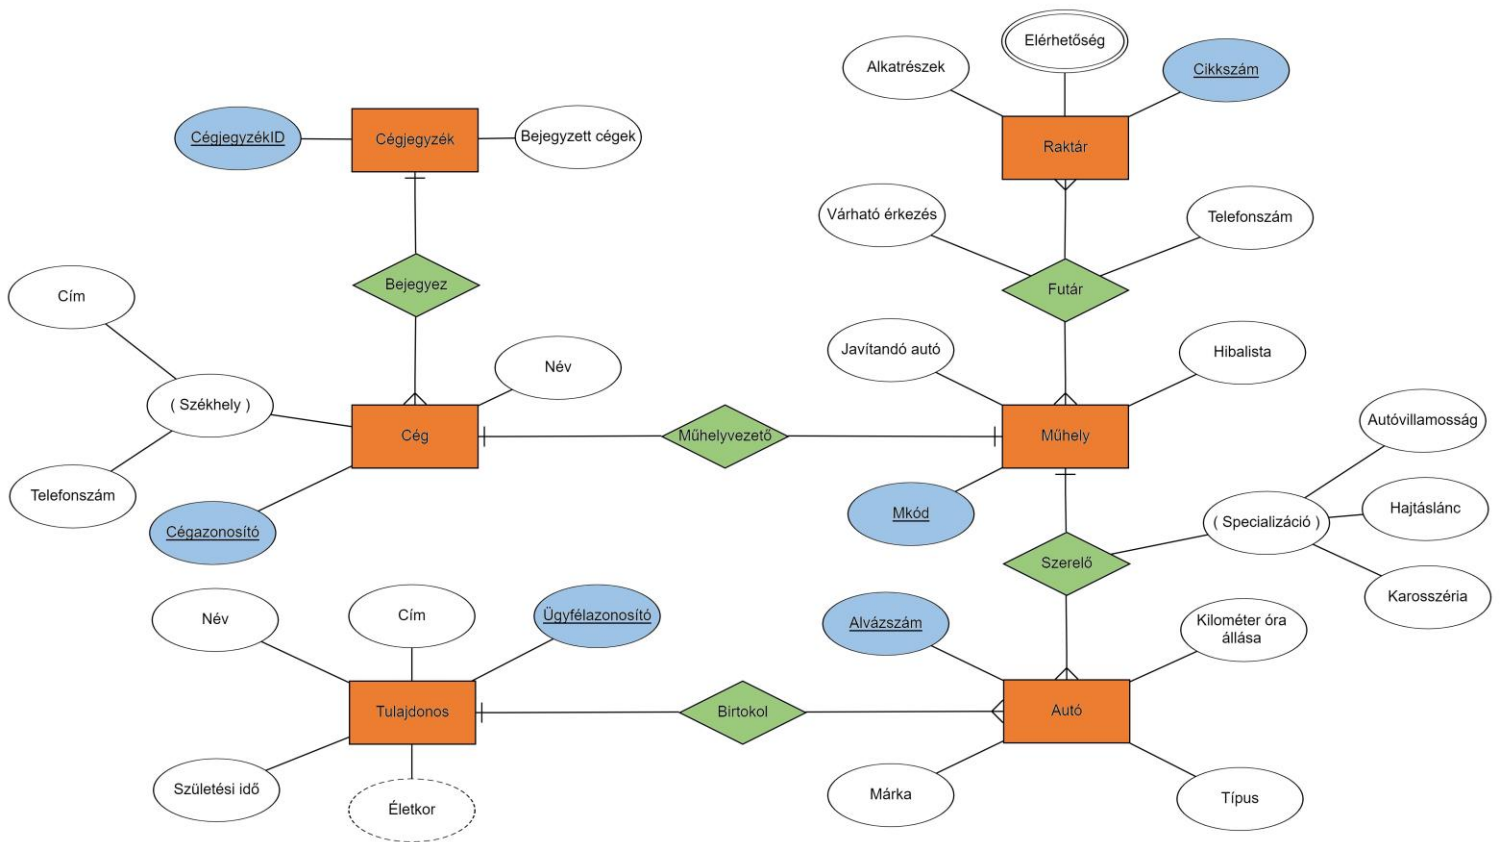 Elérhetőség
Alkatrészek
Cikkszám
CégjegyzékID
Cégjegyzék
Bejegyzett cégek
Raktár
Várható érkezés
Telefonszám
Bejegyez
Futár
Cím
Javítandó autó
Hibalista
Név
( Székhely )
Autóvillamosság
Cég
Műhelyvezető
Műhely
Telefonszám
Mkód
Hajtáslánc
( Specializáció )
Cégazonosító
Szerelő
Karosszéria
Név
Cím
Ügyfélazonosító
Alvázszám
Kilométer óra
állása
Tulajdonos
Birtokol
Autó
Születési idő
Életkor
Márka
Típus